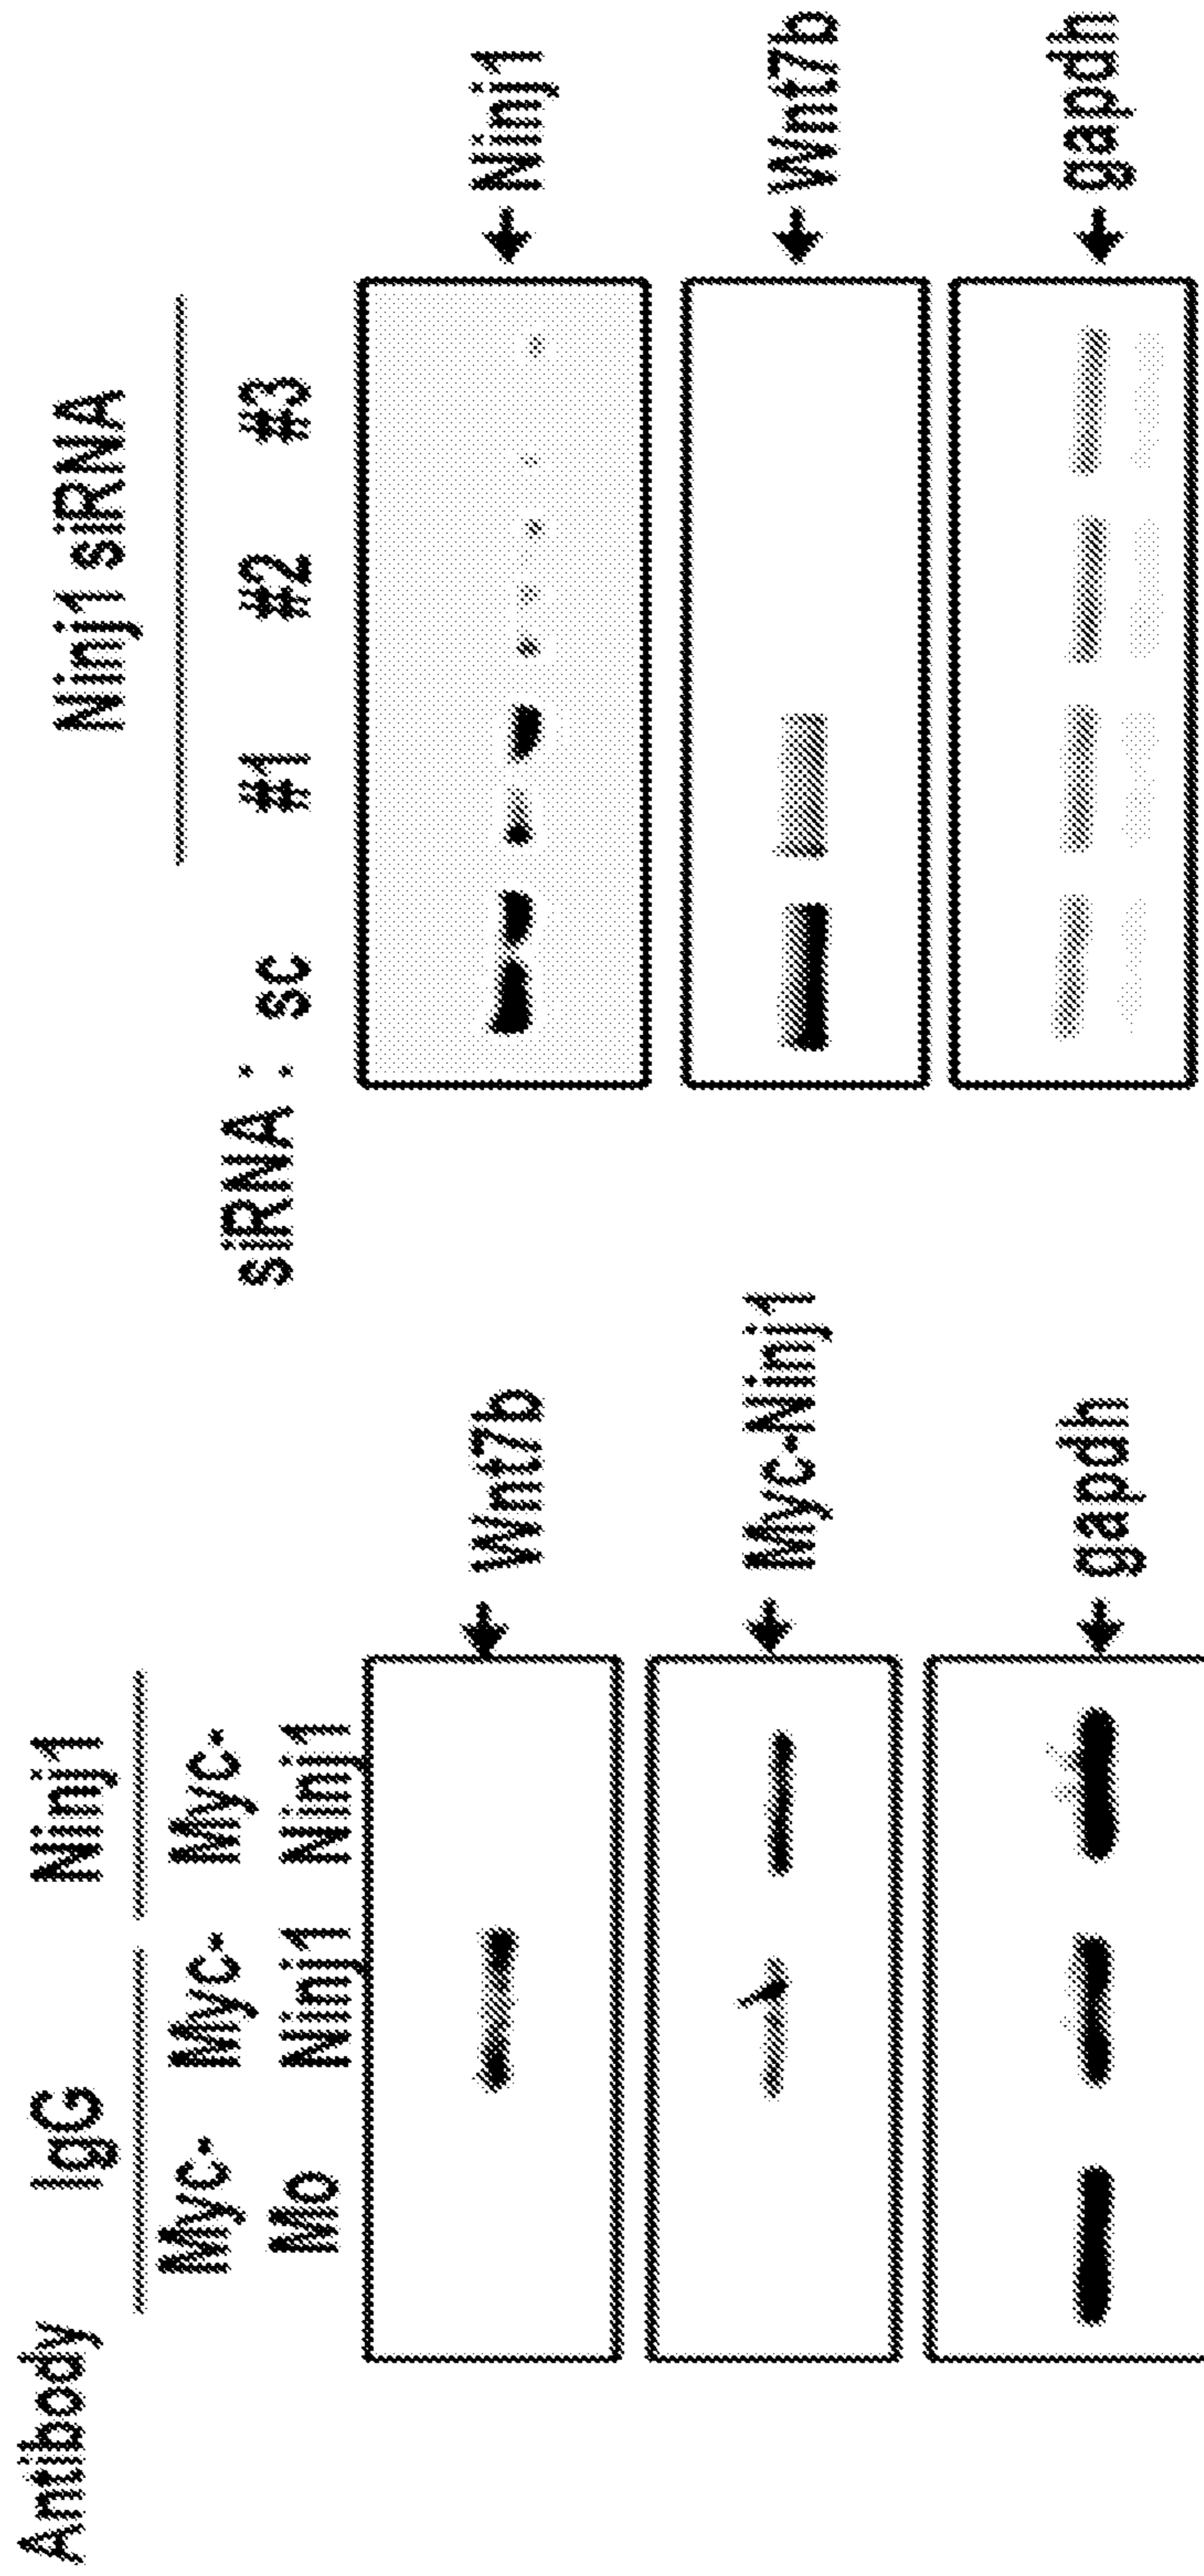 Antibody IgG Ninj1
Myc-Mo Myc-Ninj1 Myc-Ninj1
Wnt7b
Myc-Ninj1
gapdh
Ninj1 siRNA
siRNA : sc #1 #2 #3
Ninj1
Wnt7b
gapdh